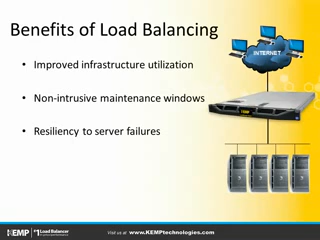 Benefits of Load Balancing
INTERNET
• Improved infrastructure utilization
• Non-intrusive maintenance windows
• Resiliency to server failures
KEMP
#1 Load Balancer
Visit us at www.KEMPtechnologies.com